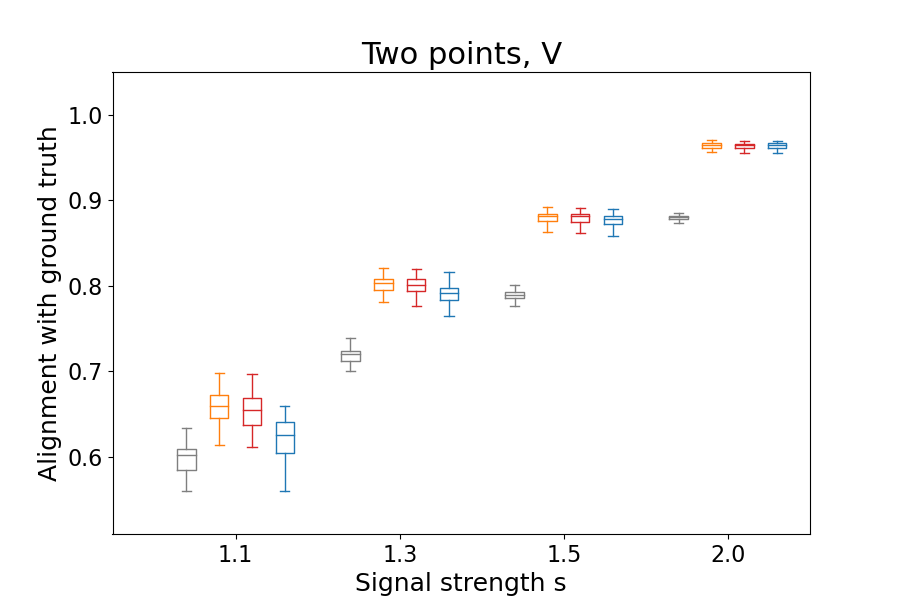 Two points, V
Alignment with ground truth
1.0
0.9
0.8
0.7
0.6
1.1 1.3 1.5 2.0
Signal strength s